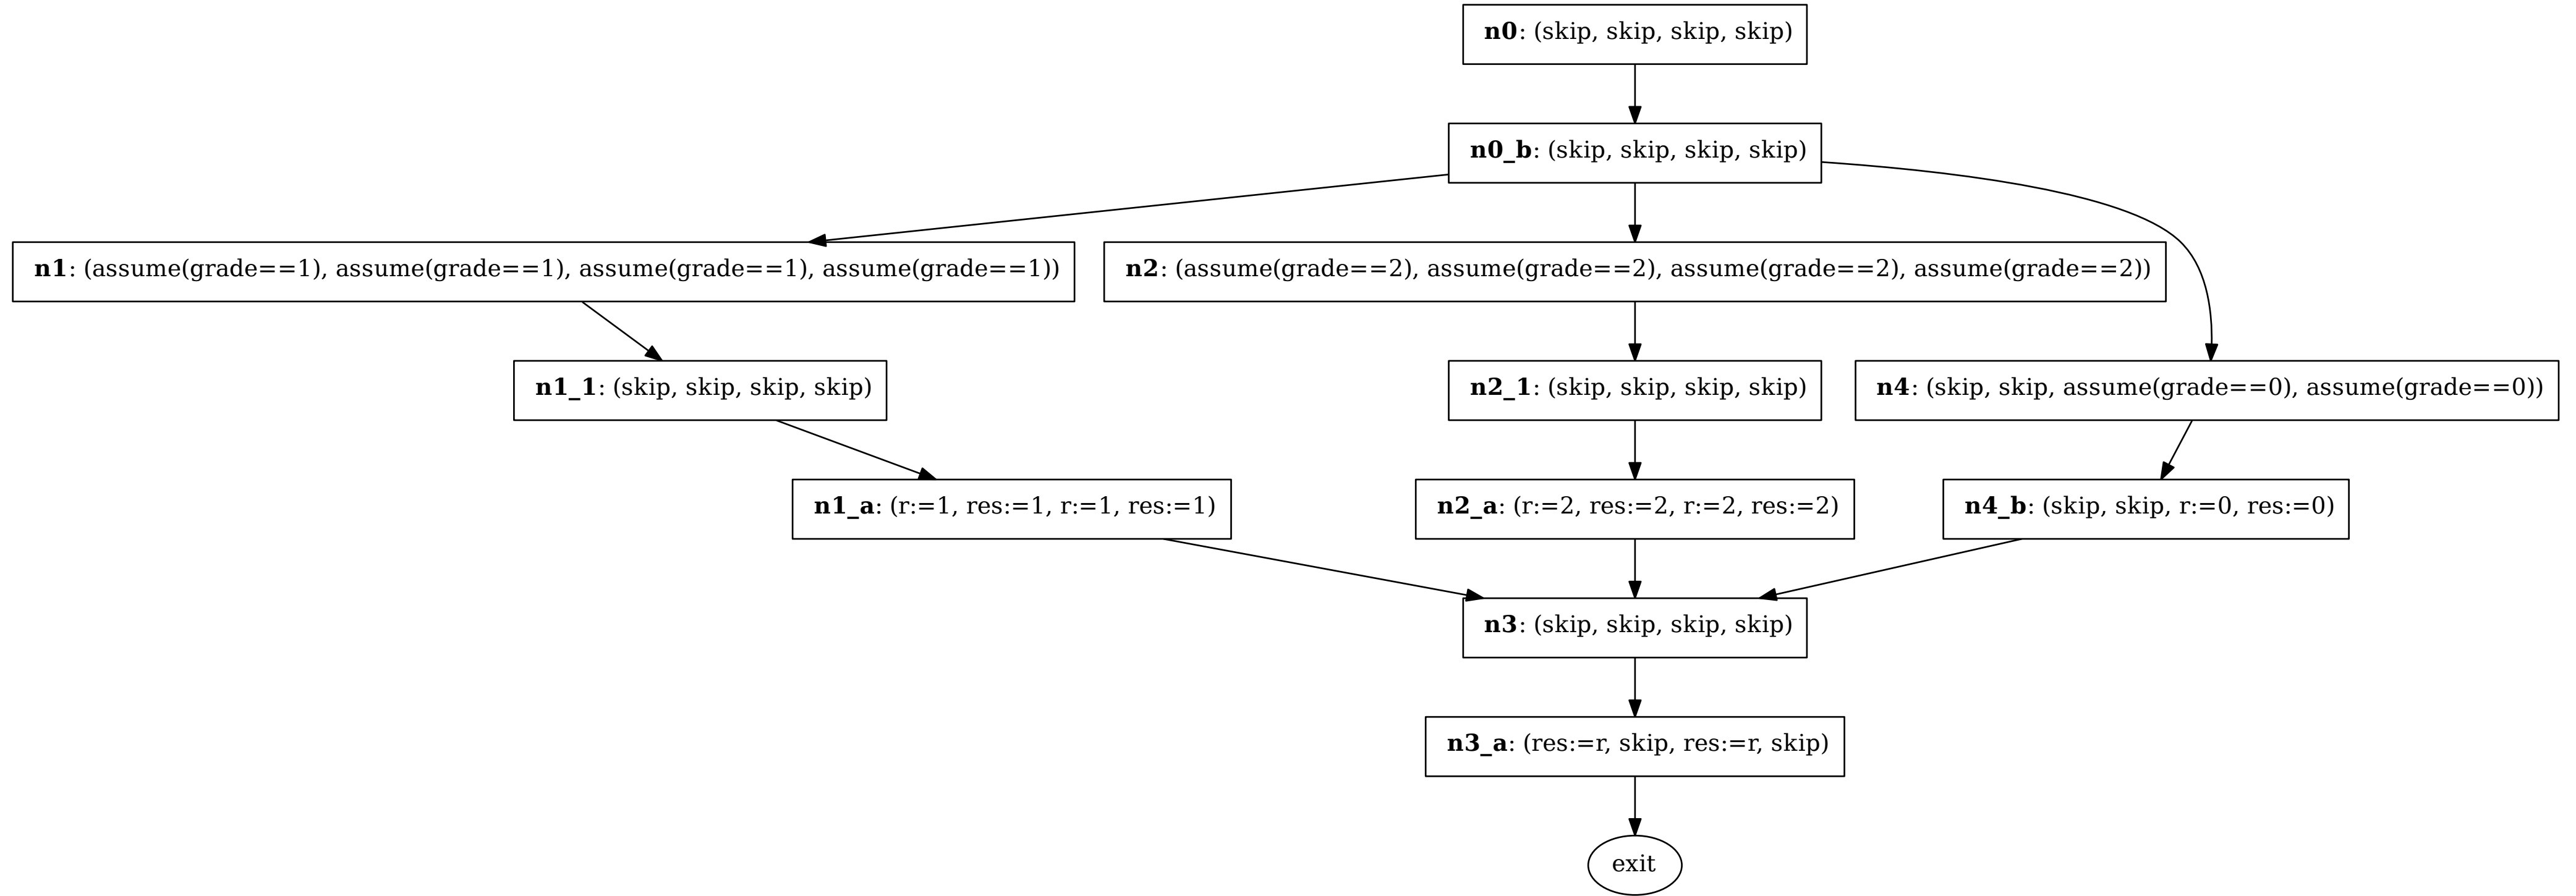 n0: (skip, skip, skip, skip)
n0_b: (skip, skip, skip, skip)
n1: (assume(grade==1), assume(grade==1), assume(grade==1), assume(grade==1))
n2: (assume(grade==2), assume(grade==2), assume(grade==2), assume(grade==2))
n1_1: (skip, skip, skip, skip)
n2_1: (skip, skip, skip, skip)
n4: (skip, skip, assume(grade==0), assume(grade==0))
n1_a: (r:=1, res:=1, r:=1, res:=1)
n2_a: (r:=2, res:=2, r:=2, res:=2)
n4_b: (skip, skip, r:=0, res:=0)
n3: (skip, skip, skip, skip)
n3_a: (res:=r, skip, res:=r, skip)
exit